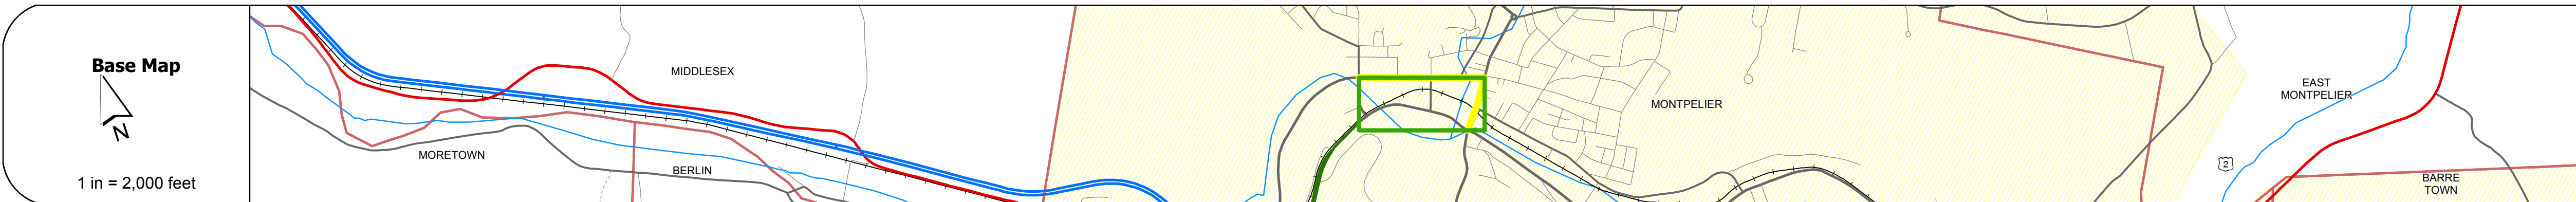 Base Map
N
1 in = 2,000 feet
MIDDLESEX
MORETOWN
BERLIN
MONTPELIER
EAST
MONTPELIER
2
BARRE
TOWN